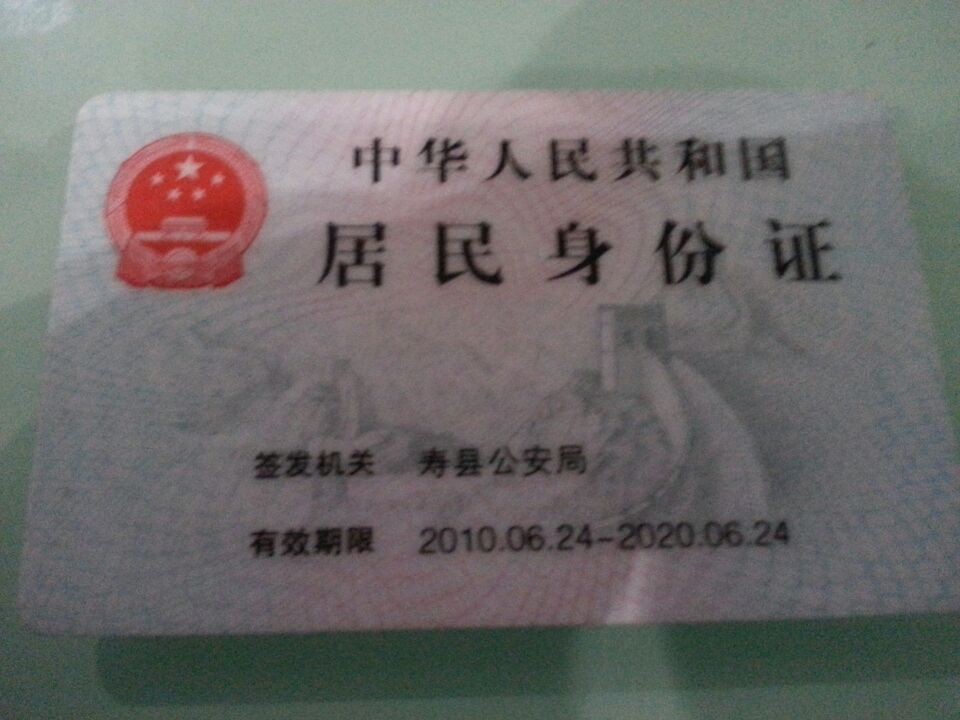 中华人民共和国
居民身份证
签发机关 寿县公安局
有效期限 2010.06.24-2020.06.24